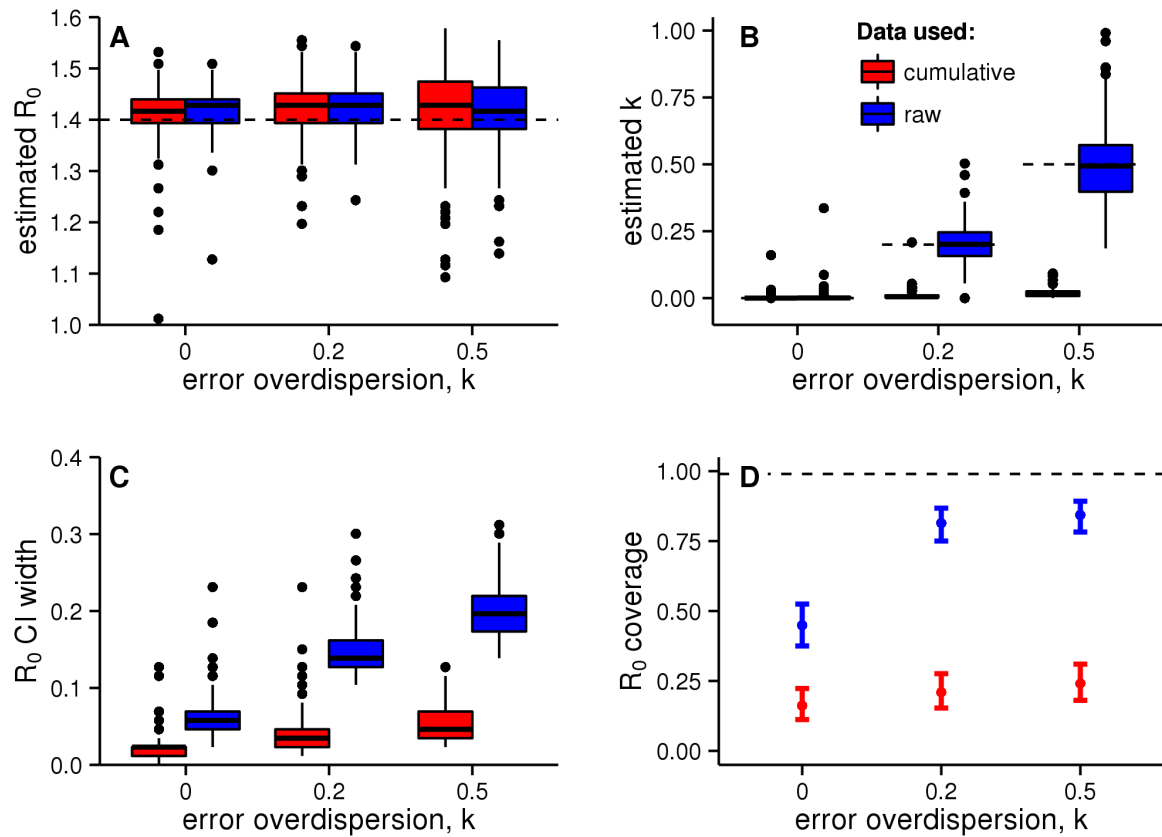 A
estimated R0
1.6
1.5
1.4
1.3
1.2
1.1
1.0
0 0.2 0.5
error overdispersion, k
B
Data used:
cumulative
raw
estimated k
1.00
0.75
0.50
0.25
0.00
0 0.2 0.5
error overdispersion, k
C
R0 CI width
0.4
0.3
0.2
0.1
0.0
0 0.2 0.5
error overdispersion, k
D
R0 coverage
1.00
0.75
0.50
0.25
0.00
0 0.2 0.5
error overdispersion, k